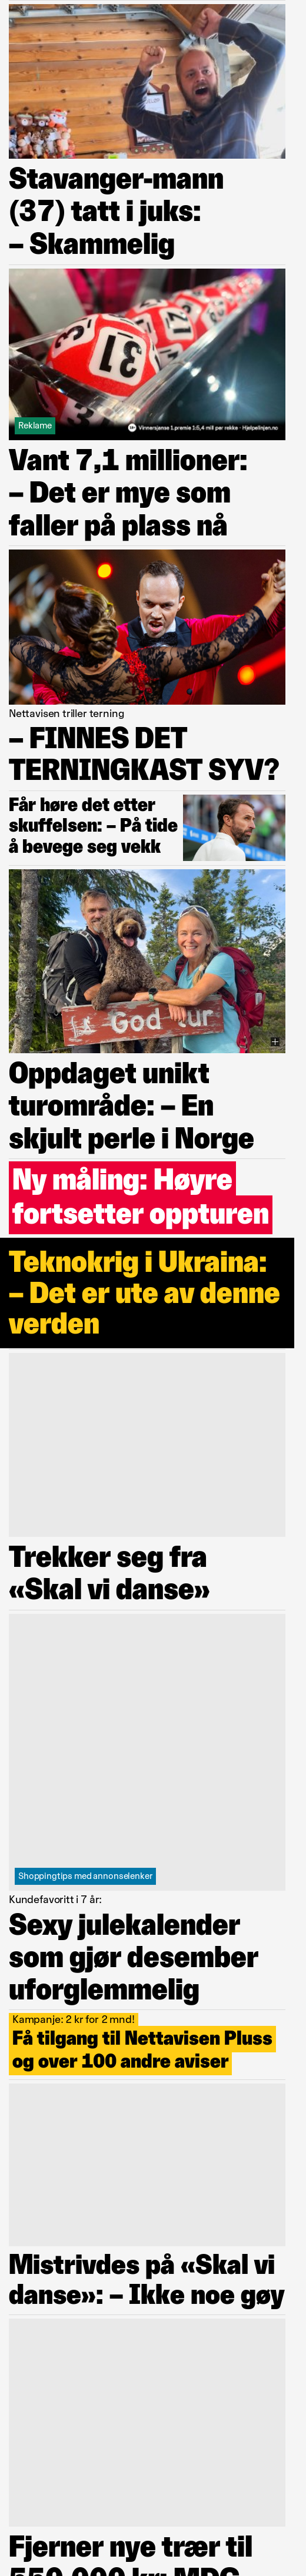 Stavanger-mann
(37) tatt i juks:
– Skammelig
31
Reklame
Vinnersjanse 1.premie 1:5,4 mill per rekke - Hjelpelinjen.no
Vant 7,1 millioner:
– Det er mye som
faller på plass nå
Nettavisen triller terning
– FINNES DET
TERNINGKAST SYV?
Får høre det etter
skuffelsen: – På tide
å bevege seg vekk
God tur
Oppdaget unikt
turområde: – En
skjult perle i Norge
Ny måling: Høyre
fortsetter oppturen
Teknokrig i Ukraina:
– Det er ute av denne
verden
Trekker seg fra
«Skal vi danse»
Shoppingtips med annonselenker
Kundefavoritt i 7 år:
Sexy julekalender
som gjør desember
uforglemmelig
Kampanje: 2 kr for 2 mnd!
Få tilgang til Nettavisen Pluss
og over 100 andre aviser
Mistrivdes på «Skal vi
danse»: – Ikke noe gøy
Fjerner nye trær til
550.000 kr: MDG